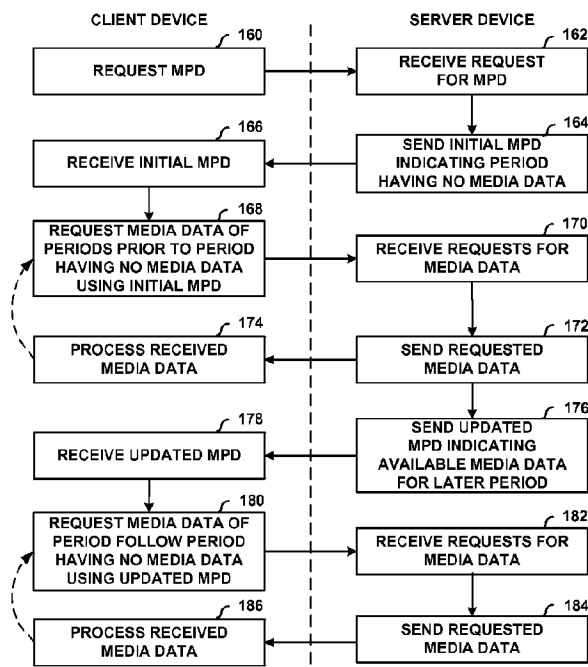 CLIENT DEVICE
SERVER DEVICE
160
REQUEST MPD
162
RECEIVE REQUEST
FOR MPD
164
SEND INITIAL MPD
INDICATING PERIOD
HAVING NO MEDIA DATA
166
RECEIVE INITIAL MPD
168
REQUEST MEDIA DATA OF
PERIODS PRIOR TO PERIOD
HAVING NO MEDIA DATA
USING INITIAL MPD
170
RECEIVE REQUESTS FOR
MEDIA DATA
172
SEND REQUESTED
MEDIA DATA
174
PROCESS RECEIVED
MEDIA DATA
176
SEND UPDATED
MPD INDICATING
AVAILABLE MEDIA DATA
FOR LATER PERIOD
178
RECEIVE UPDATED MPD
180
REQUEST MEDIA DATA OF
PERIOD FOLLOW PERIOD
HAVING NO MEDIA DATA
USING UPDATED MPD
182
RECEIVE REQUESTS FOR
MEDIA DATA
184
SEND REQUESTED
MEDIA DATA
186
PROCESS RECEIVED
MEDIA DATA